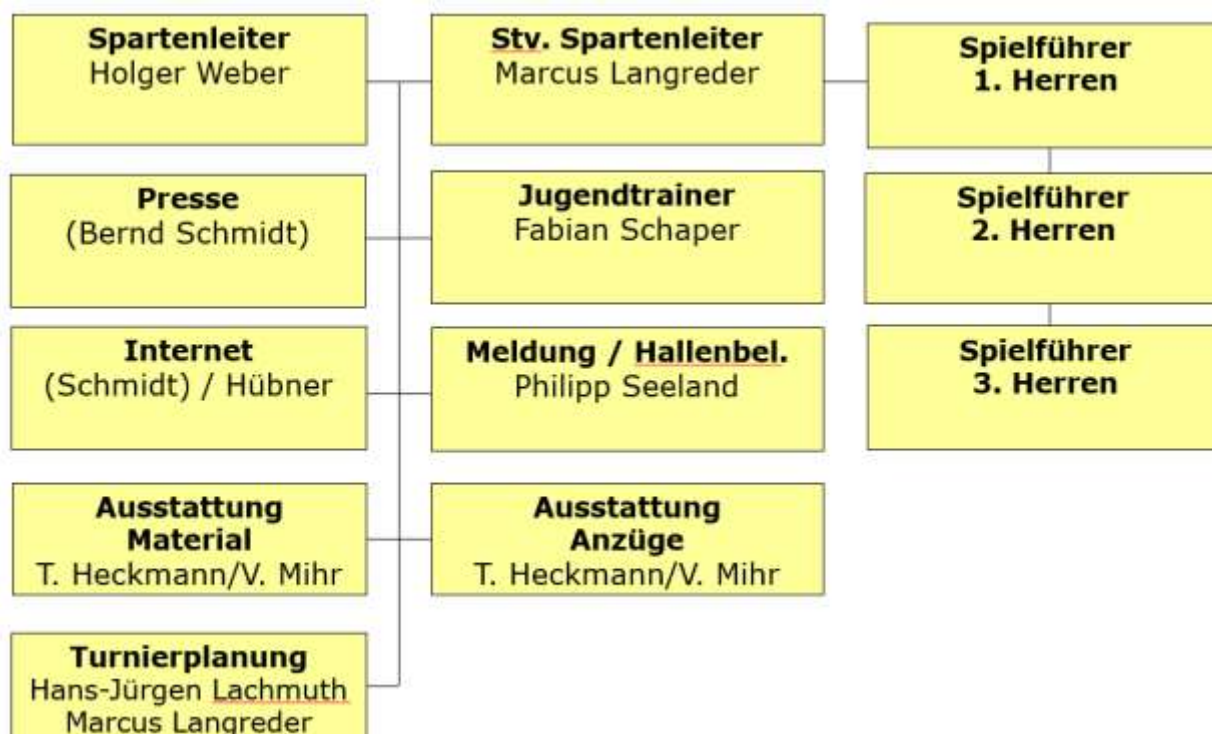 Spartenleiter
Holger Weber
Stv. Spartenleiter
Marcus Langreder
Spielführer
1. Herren
Presse
(Bernd Schmidt)
Jugendtrainer
Fabian Schaper
Spielführer
2. Herren
Internet
(Schmidt) / Hübner
Meldung / Hallenbel.
Philipp Seeland
Spielführer
3. Herren
Ausstattung
Material
T. Heckmann/V. Mihr
Ausstattung
Anzüge
T. Heckmann/V. Mihr
Turnierplanung
Hans-Jürgen Lachmuth
Marcus Langreder